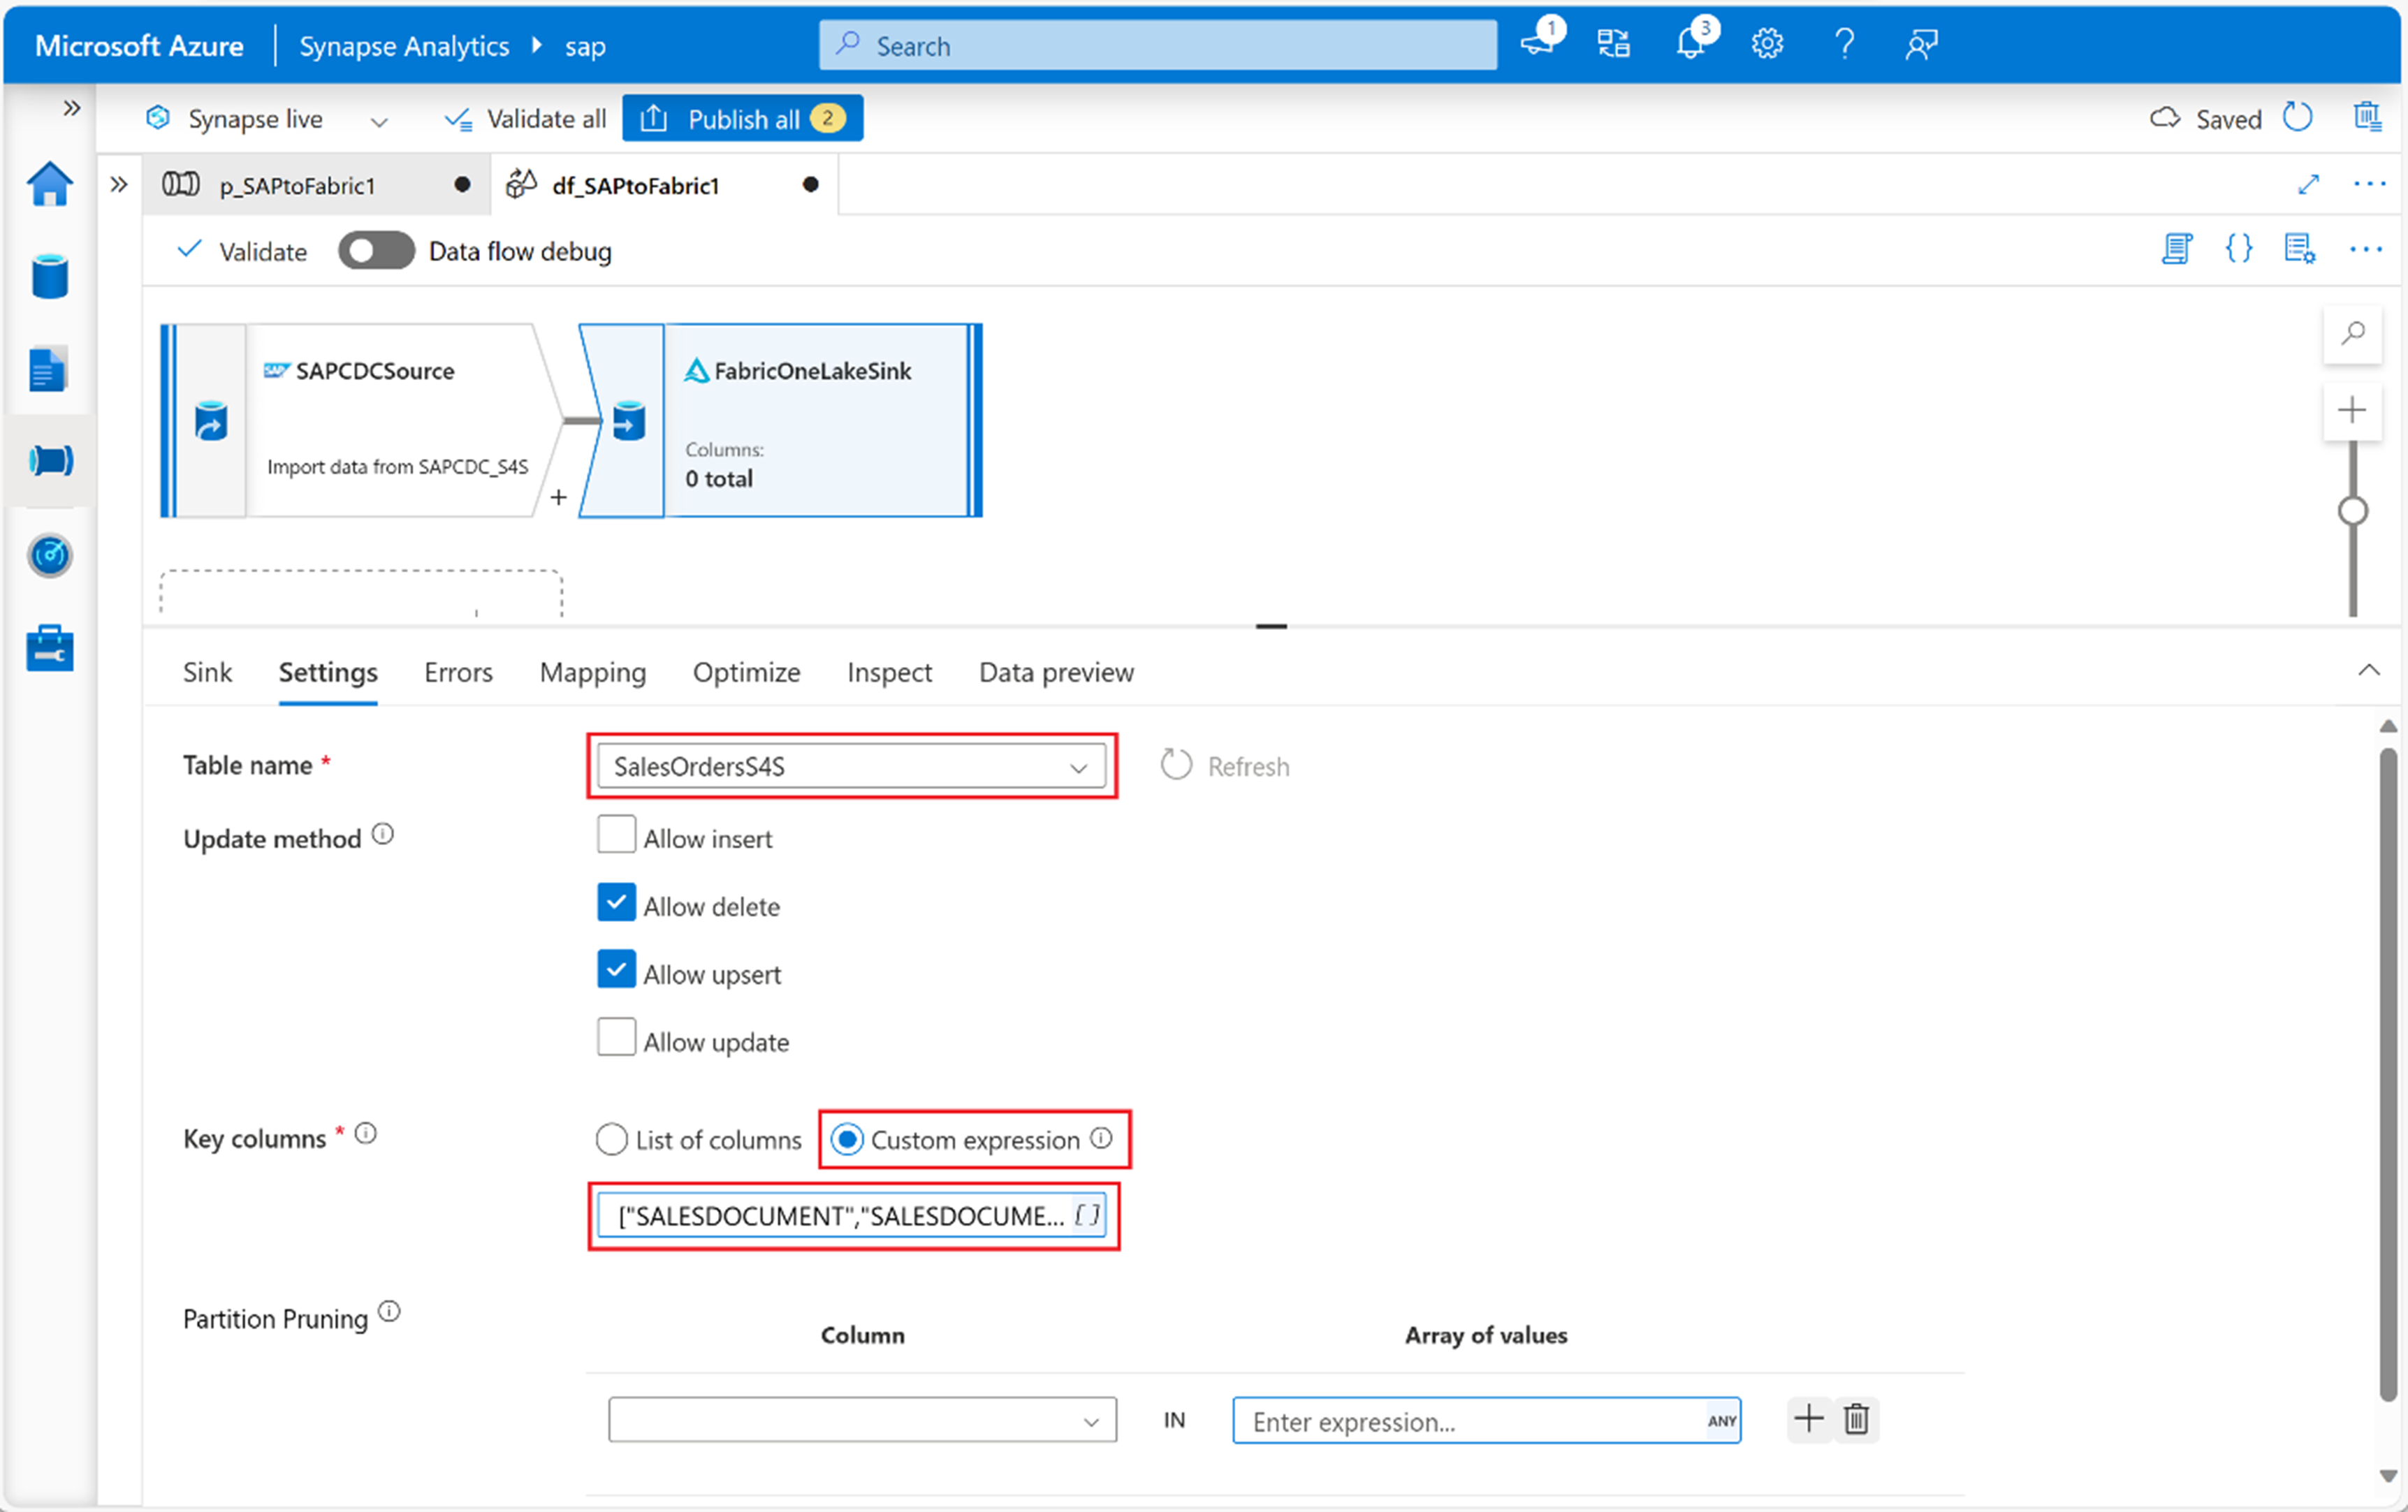 Microsoft Azure
Synapse Analytics
sap
Search
1
3
Synapse live
Validate all
Publish all 2
Saved
p_SAPtoFabric1
df_SAPtoFabric1
Validate
Data flow debug
SAP SAPCDCSource
Import data from SAPCDC_S4S
+
FabricOneLakeSink
Columns:
0 total
Sink
Settings
Errors
Mapping
Optimize
Inspect
Data preview
Table name *
SalesOrdersS4S
Refresh
Update method
Allow insert
Allow delete
Allow upsert
Allow update
Key columns *
List of columns
Custom expression
["SALESDOCUMENT","SALESDOCUME... []
Partition Pruning
Column
Array of values
IN
Enter expression...
ANY